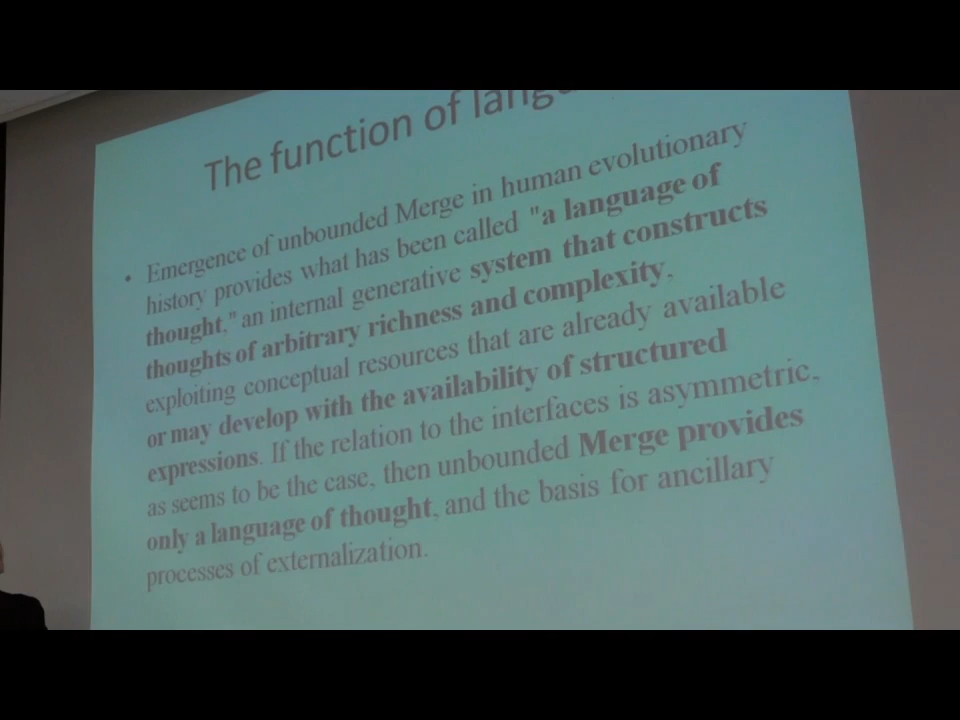 The function of
• Emergence of unbounded Merge in human evolutionary
history provides what has been called "a language of
thought," an internal generative system that constructs
thoughts of arbitrary richness and complexity,
exploiting conceptual resources that are already available
or may develop with the availability of structured
expressions. If the relation to the interfaces is asymmetric,
as seems to be the case, then unbounded Merge provides
only a language of thought, and the basis for ancillary
processes of externalization.